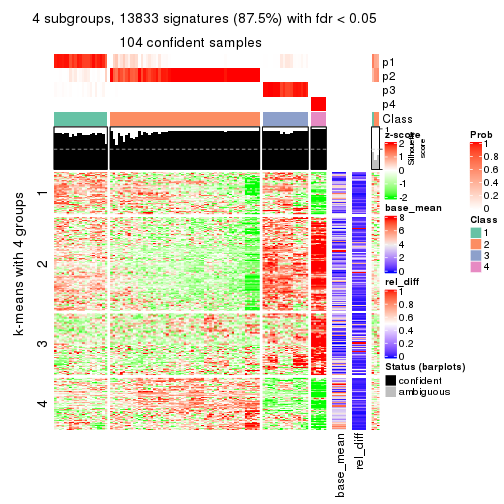 4 subgroups, 13833 signatures (87.5%) with fdr < 0.05
104 confident samples
p1
p2
p3
p4
Class
1
Silhouette
score
z-score
2
1
0
-1
-2
base_mean
8
6
4
2
0
rel_diff
1
0.8
0.6
0.4
0.2
0
Status (barplots)
confident
ambiguous
Prob
1
0.8
0.6
0.4
0.2
0
Class
1
2
3
4
k-means with 4 groups
1
2
3
4
base_mean
rel_diff